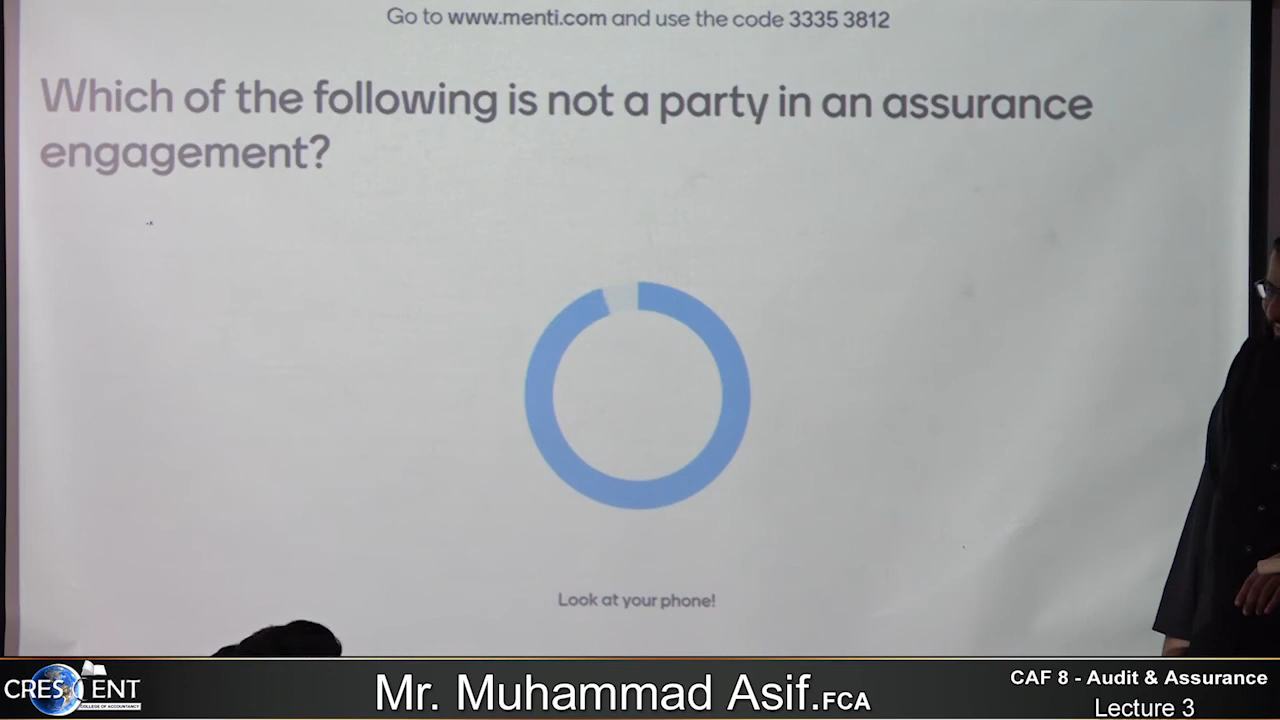 Go to www.menti.com and use the code 3335 3812
Which of the following is not a party in an assurance
engagement?
Look at your phone!
CRESCENT
COLLEGE OF ACCOUNTANCY
Mr. Muhammad Asif.FCA
CAF 8 - Audit & Assurance
Lecture 3